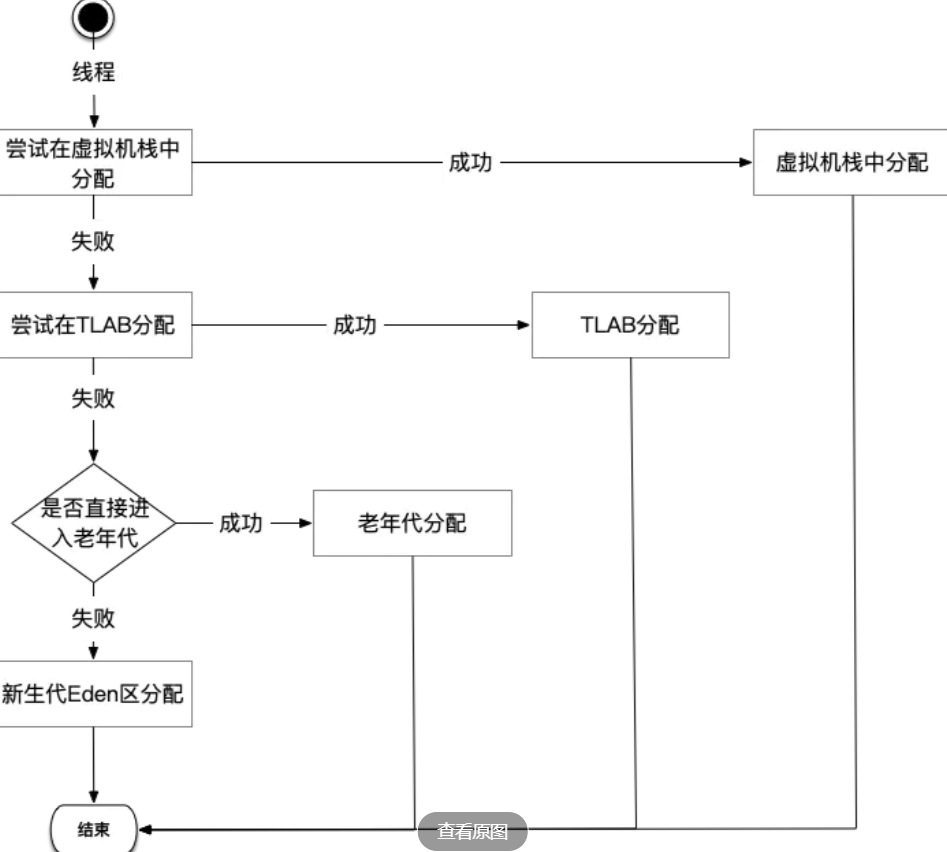 线程
尝试在虚拟机栈中
分配
成功
虚拟机栈中分配
失败
尝试在TLAB分配
成功
TLAB分配
失败
是否直接进
入老年代
成功
老年代分配
失败
新生代Eden区分配
结束
查看原图